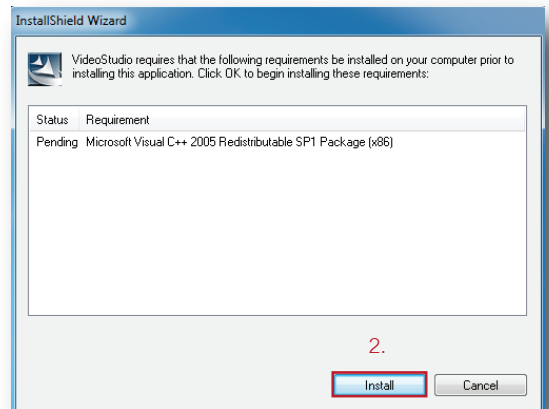 InstallShield Wizard
VideoStudio requires that the following requirements be installed on your computer prior to
installing this application. Click OK to begin installing these requirements:
Status Requirement
Pending Microsoft Visual C++ 2005 Redistributable SP1 Package (x86)
2.
Install Cancel